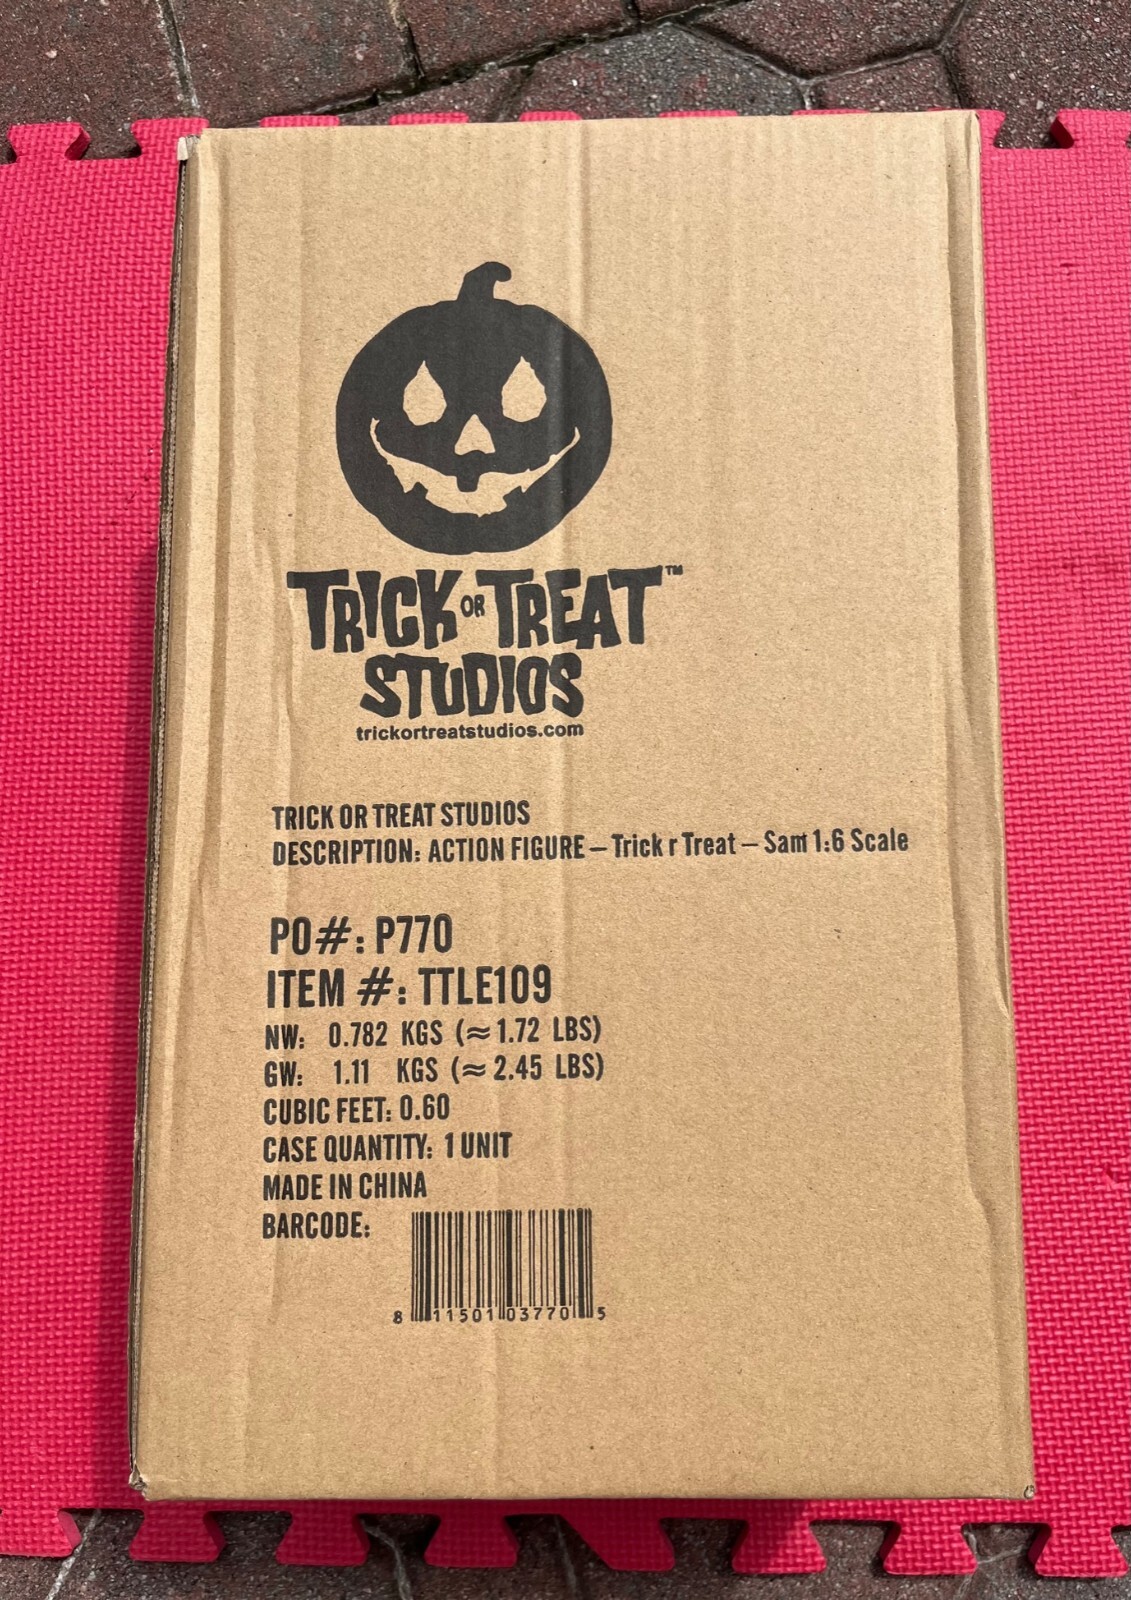 TRICK OR TREAT™
STUDIOS
trickortreatstudios.com
TRICK OR TREAT STUDIOS
DESCRIPTION: ACTION FIGURE – Trick r Treat – Sam 1:6 Scale
PO#: P770
ITEM #: TTLE109
NW: 0.782 KGS (≈1.72 LBS)
GW: 1.11 KGS (≈2.45 LBS)
CUBIC FEET: 0.60
CASE QUANTITY: 1 UNIT
MADE IN CHINA
BARCODE:
8 11501 03770 5